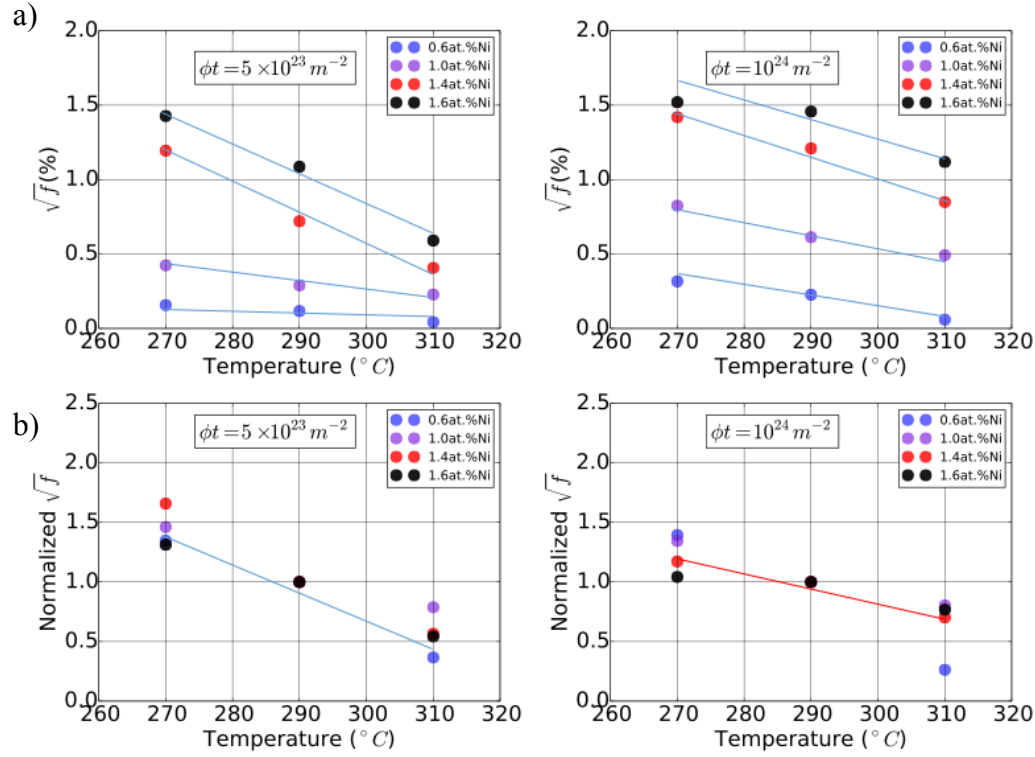 a)
√f(%)
2.0
1.5
1.0
0.5
0.0
ϕt = 5 ×10²³ m⁻²
0.6at.%Ni
1.0at.%Ni
1.4at.%Ni
1.6at.%Ni
260 270 280 290 300 310 320
Temperature (°C)
√f(%)
2.0
1.5
1.0
0.5
0.0
ϕt = 10²⁴ m⁻²
0.6at.%Ni
1.0at.%Ni
1.4at.%Ni
1.6at.%Ni
260 270 280 290 300 310 320
Temperature (°C)
b)
Normalized √f
2.5
2.0
1.5
1.0
0.5
0.0
ϕt = 5 ×10²³ m⁻²
0.6at.%Ni
1.0at.%Ni
1.4at.%Ni
1.6at.%Ni
260 270 280 290 300 310 320
Temperature (°C)
Normalized √f
2.5
2.0
1.5
1.0
0.5
0.0
ϕt = 10²⁴ m⁻²
0.6at.%Ni
1.0at.%Ni
1.4at.%Ni
1.6at.%Ni
260 270 280 290 300 310 320
Temperature (°C)